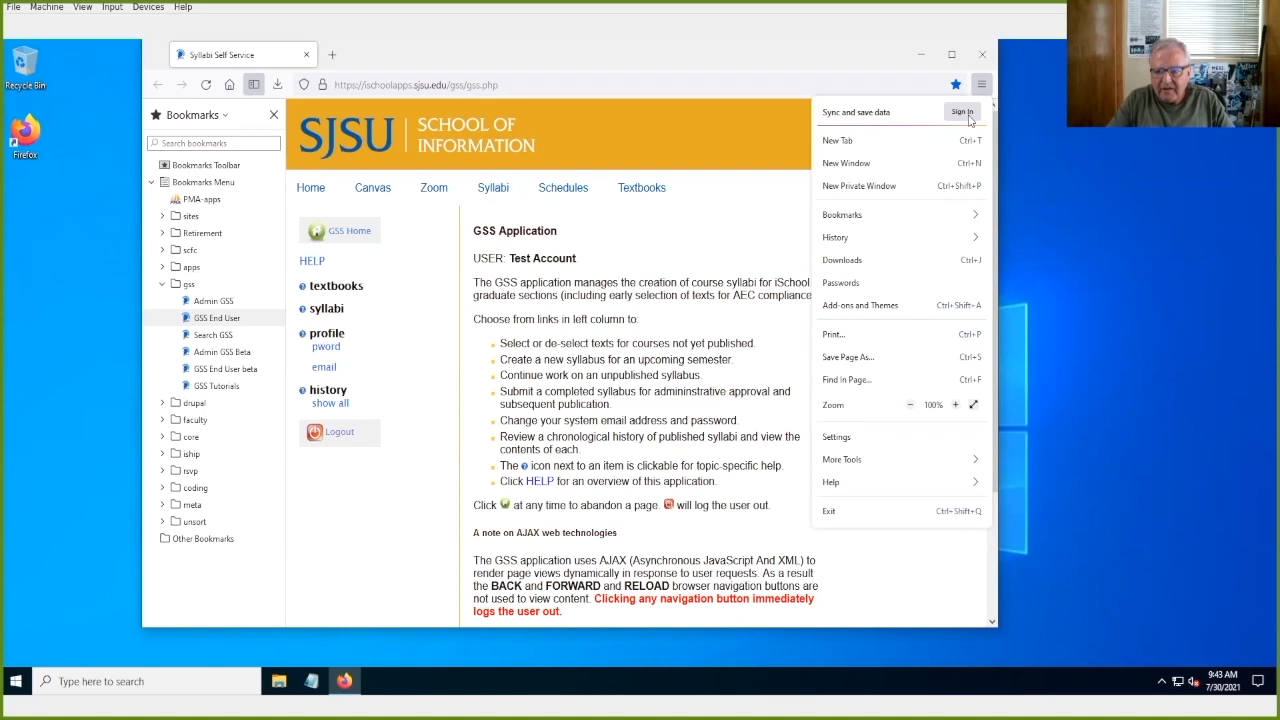 File Machine View Input Devices Help
Recycle Bin
Firefox
Syllabi Self Service
https://ischoolapps.sjsu.edu/gss/gss.php
Bookmarks
Search bookmarks
Bookmarks Toolbar
Bookmarks Menu
PMA-apps
sites
Retirement
scfc
apps
gss
Admin GSS
GSS End User
Search GSS
Admin GSS Beta
GSS End User beta
GSS Tutorials
drupal
faculty
core
iship
rsvp
coding
meta
unsort
Other Bookmarks
SJSU SCHOOL OF
INFORMATION
Home Canvas Zoom Syllabi Schedules Textbooks
GSS Home
HELP
textbooks
syllabi
profile
pword
email
history
show all
Logout
GSS Application
USER: Test Account
The GSS application manages the creation of course syllabi for iSchool
graduate sections (including early selection of texts for AEC compliance
Choose from links in left column to:
Select or de-select texts for courses not yet published.
Create a new syllabus for an upcoming semester.
Continue work on an unpublished syllabus.
Submit a completed syllabus for admininstrative approval and
subsequent publication.
Change your system email address and password.
Review a chronological history of published syllabi and view the
contents of each.
The ? icon next to an item is clickable for topic-specific help.
Click HELP for an overview of this application.
Click at any time to abandon a page. will log the user out.
A note on AJAX web technologies
The GSS application uses AJAX (Asynchronous JavaScript And XML) to
render page views dynamically in response to user requests. As a result
the BACK and FORWARD and RELOAD browser navigation buttons are
not used to view content. Clicking any navigation button immediately
logs the user out.
Sync and save data Sign In
New Tab Ctrl+T
New Window Ctrl+N
New Private Window Ctrl+Shift+P
Bookmarks
History
Downloads Ctrl+J
Passwords
Add-ons and Themes Ctrl+Shift+A
Print... Ctrl+P
Save Page As... Ctrl+S
Find In Page... Ctrl+F
Zoom 100%
Settings
More Tools
Help
Exit Ctrl+Shift+Q
Adler
Type here to search
9:43 AM
7/30/2021